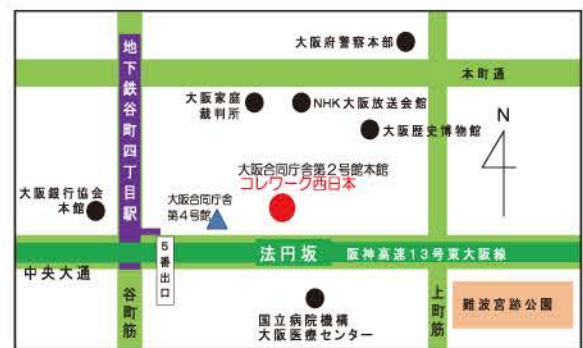 大阪府警察本部
本町通
地下鉄谷町四丁目駅
大阪家庭
裁判所
NHK大阪放送会館
大阪歴史博物館
N
大阪合同庁舎第2号館本館
コレワーク西日本
大阪銀行協会
本館
大阪合同庁舎
第4号館
5番出口
法円坂
阪神高速13号東大阪線
中央大通
谷町筋
国立病院機構
大阪医療センター
上町筋
難波宮跡公園